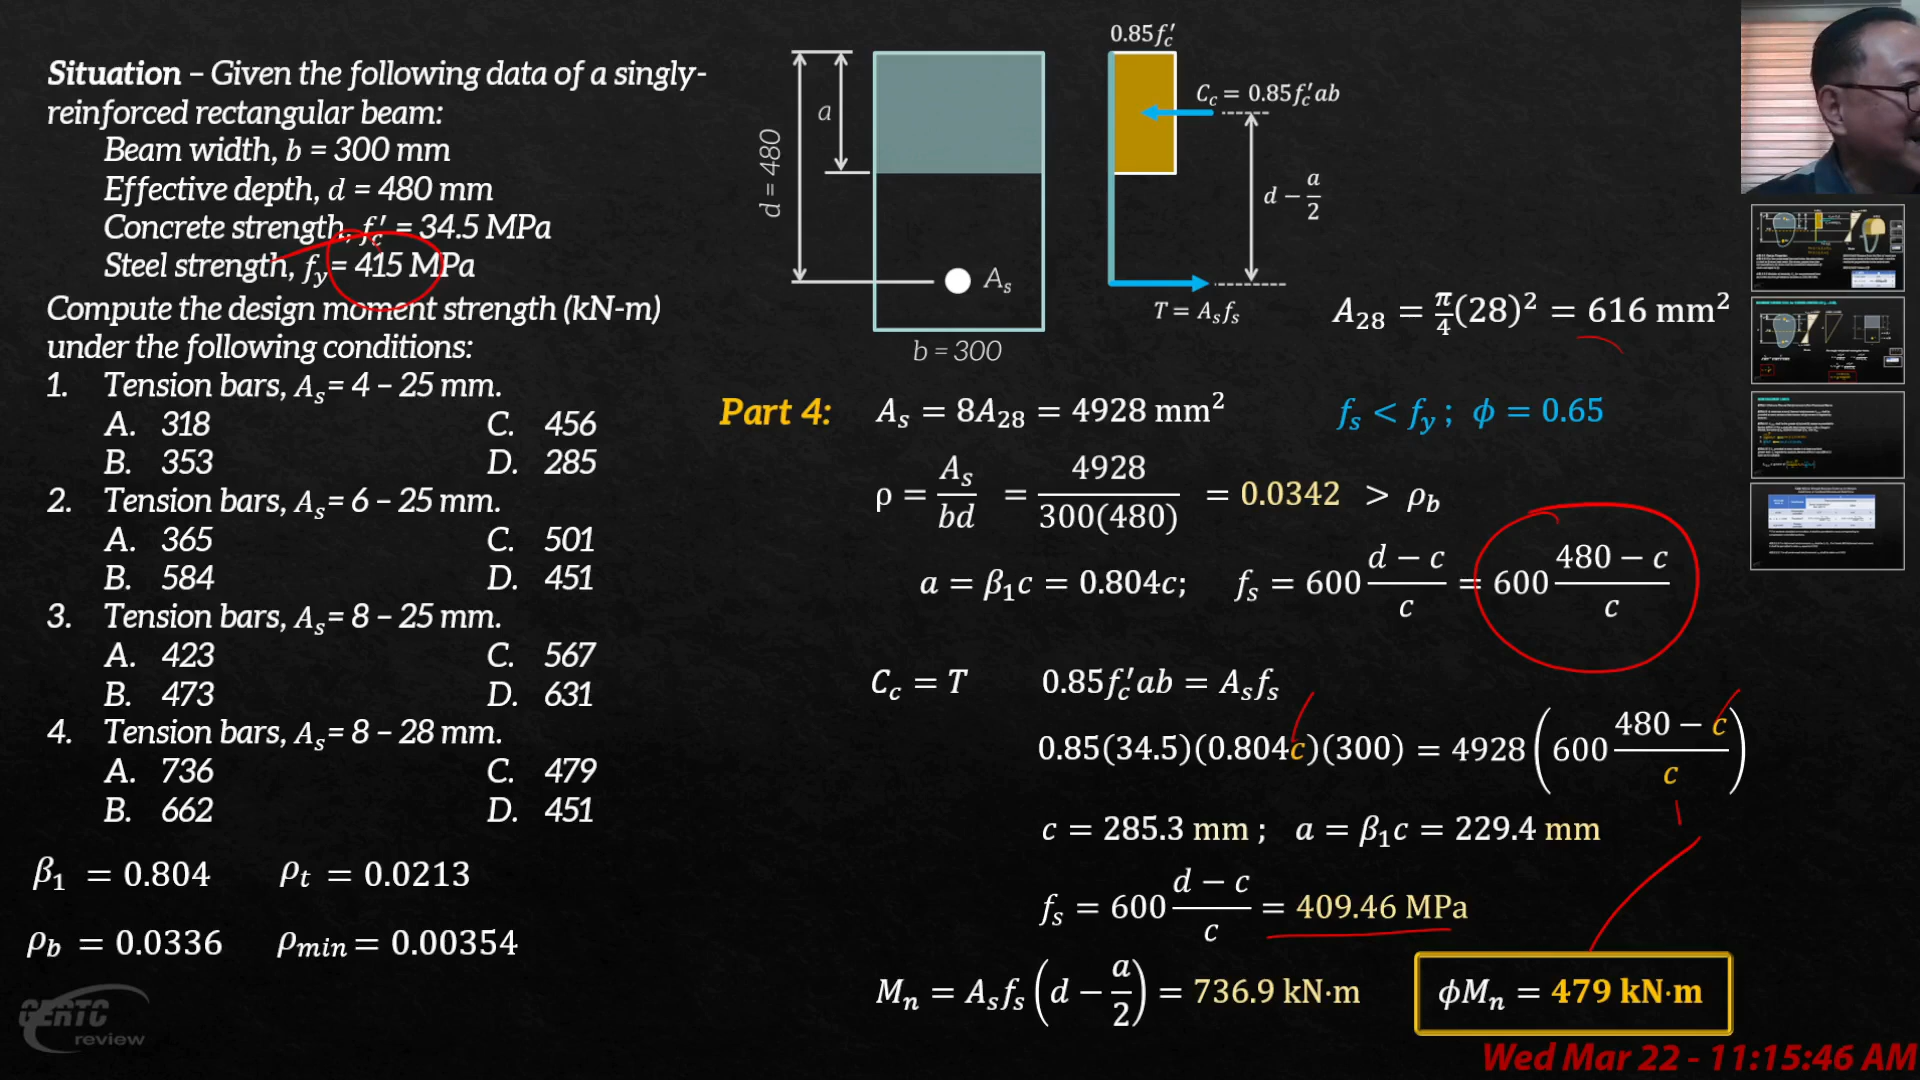 Situation – Given the following data of a singly-
reinforced rectangular beam:
Beam width, b = 300 mm
Effective depth, d = 480 mm
Concrete strength, f'c = 34.5 MPa
Steel strength, fy = 415 MPa
Compute the design moment strength (kN-m)
under the following conditions:
1. Tension bars, As = 4 – 25 mm.
A. 318 C. 456
B. 353 D. 285
2. Tension bars, As = 6 – 25 mm.
A. 365 C. 501
B. 584 D. 451
3. Tension bars, As = 8 – 25 mm.
A. 423 C. 567
B. 473 D. 631
4. Tension bars, As = 8 – 28 mm.
A. 736 C. 479
B. 662 D. 451
β₁ = 0.804 ρt = 0.0213
ρb = 0.0336 ρmin = 0.00354
GERTC
review
d = 480
a
As
b = 300
0.85f'c
Cc = 0.85f'c ab
d − a/2
T = As fs
A28 = π/4 (28)² = 616 mm²
Part 4: As = 8A28 = 4928 mm² fs < fy ; ϕ = 0.65
ρ = As/bd = 4928/300(480) = 0.0342 > ρb
a = β₁c = 0.804c; fs = 600 (d − c)/c = 600 (480 − c)/c
Cc = T 0.85f'c ab = As fs
0.85(34.5)(0.804c)(300) = 4928 (600 (480 − c)/c)
c = 285.3 mm ; a = β₁c = 229.4 mm
fs = 600 (d − c)/c = 409.46 MPa
Mn = As fs (d − a/2) = 736.9 kN·m ϕMn = 479 kN·m
Wed Mar 22 - 11:15:46 AM